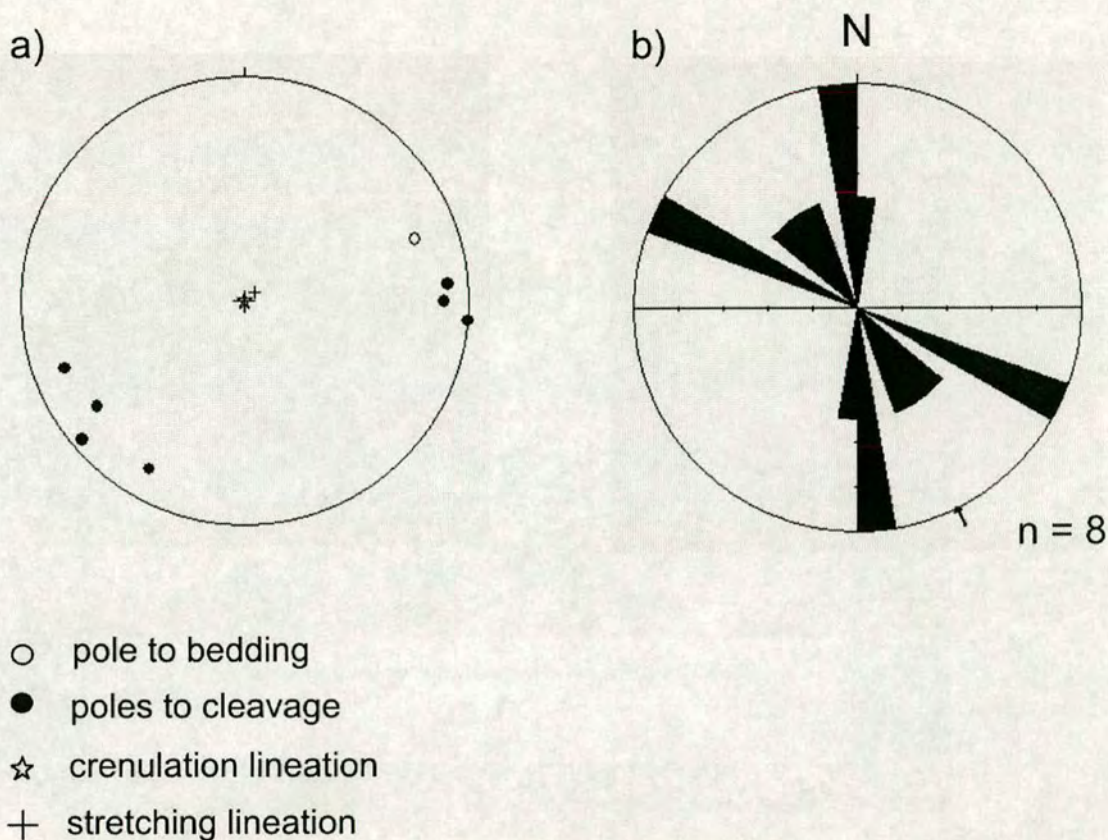 a)
b)
N
n = 8
pole to bedding
poles to cleavage
crenulation lineation
stretching lineation